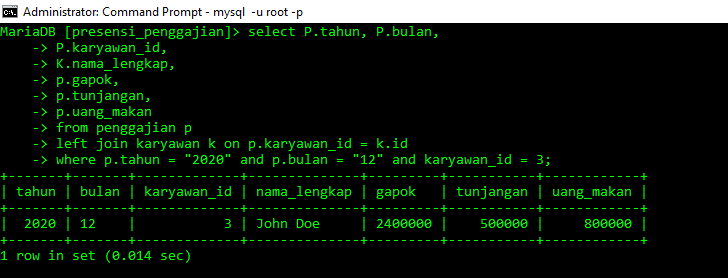 Administrator: Command Prompt - mysql  -u root -p
MariaDB [presensi_penggajian]> select P.tahun, P.bulan,
    -> P.karyawan_id,
    -> K.nama_lengkap,
    -> p.gapok,
    -> p.tunjangan,
    -> p.uang_makan
    -> from penggajian p
    -> left join karyawan k on p.karyawan_id = k.id
    -> where p.tahun = "2020" and p.bulan = "12" and karyawan_id = 3;
+-------+-------+-------------+--------------+---------+-----------+------------+
| tahun | bulan | karyawan_id | nama_lengkap | gapok   | tunjangan | uang_makan |
+-------+-------+-------------+--------------+---------+-----------+------------+
|  2020 | 12    |           3 | John Doe     | 2400000 |    500000 |     800000 |
+-------+-------+-------------+--------------+---------+-----------+------------+
1 row in set (0.014 sec)